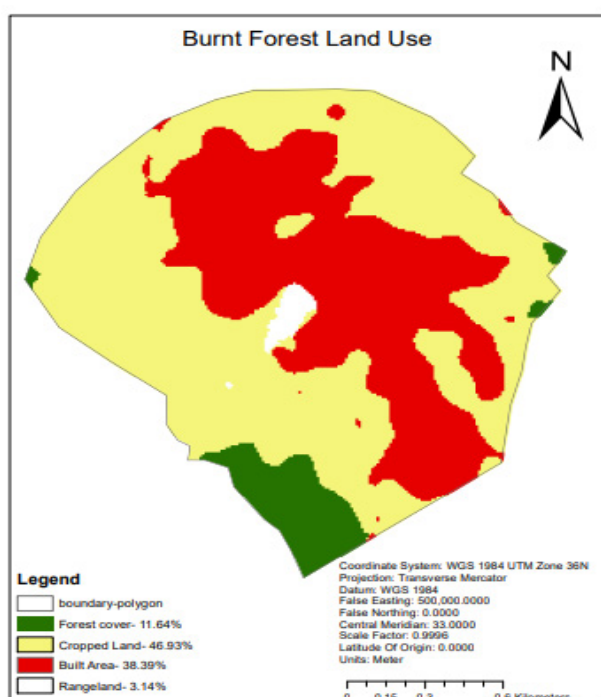 Burnt Forest Land Use
N
Legend
boundary-polygon
Forest cover- 11.64%
Cropped Land- 46.93%
Built Area- 38.39%
Rangeland- 3.14%
Coordinate System: WGS 1984 UTM Zone 36N
Projection: Transverse Mercator
Datum: WGS 1984
False Easting: 500,000.0000
False Northing: 0.0000
Central Meridian: 33.0000
Scale Factor: 0.9996
Latitude Of Origin: 0.0000
Units: Meter
0 0.15 0.3 0.6 Kilometers